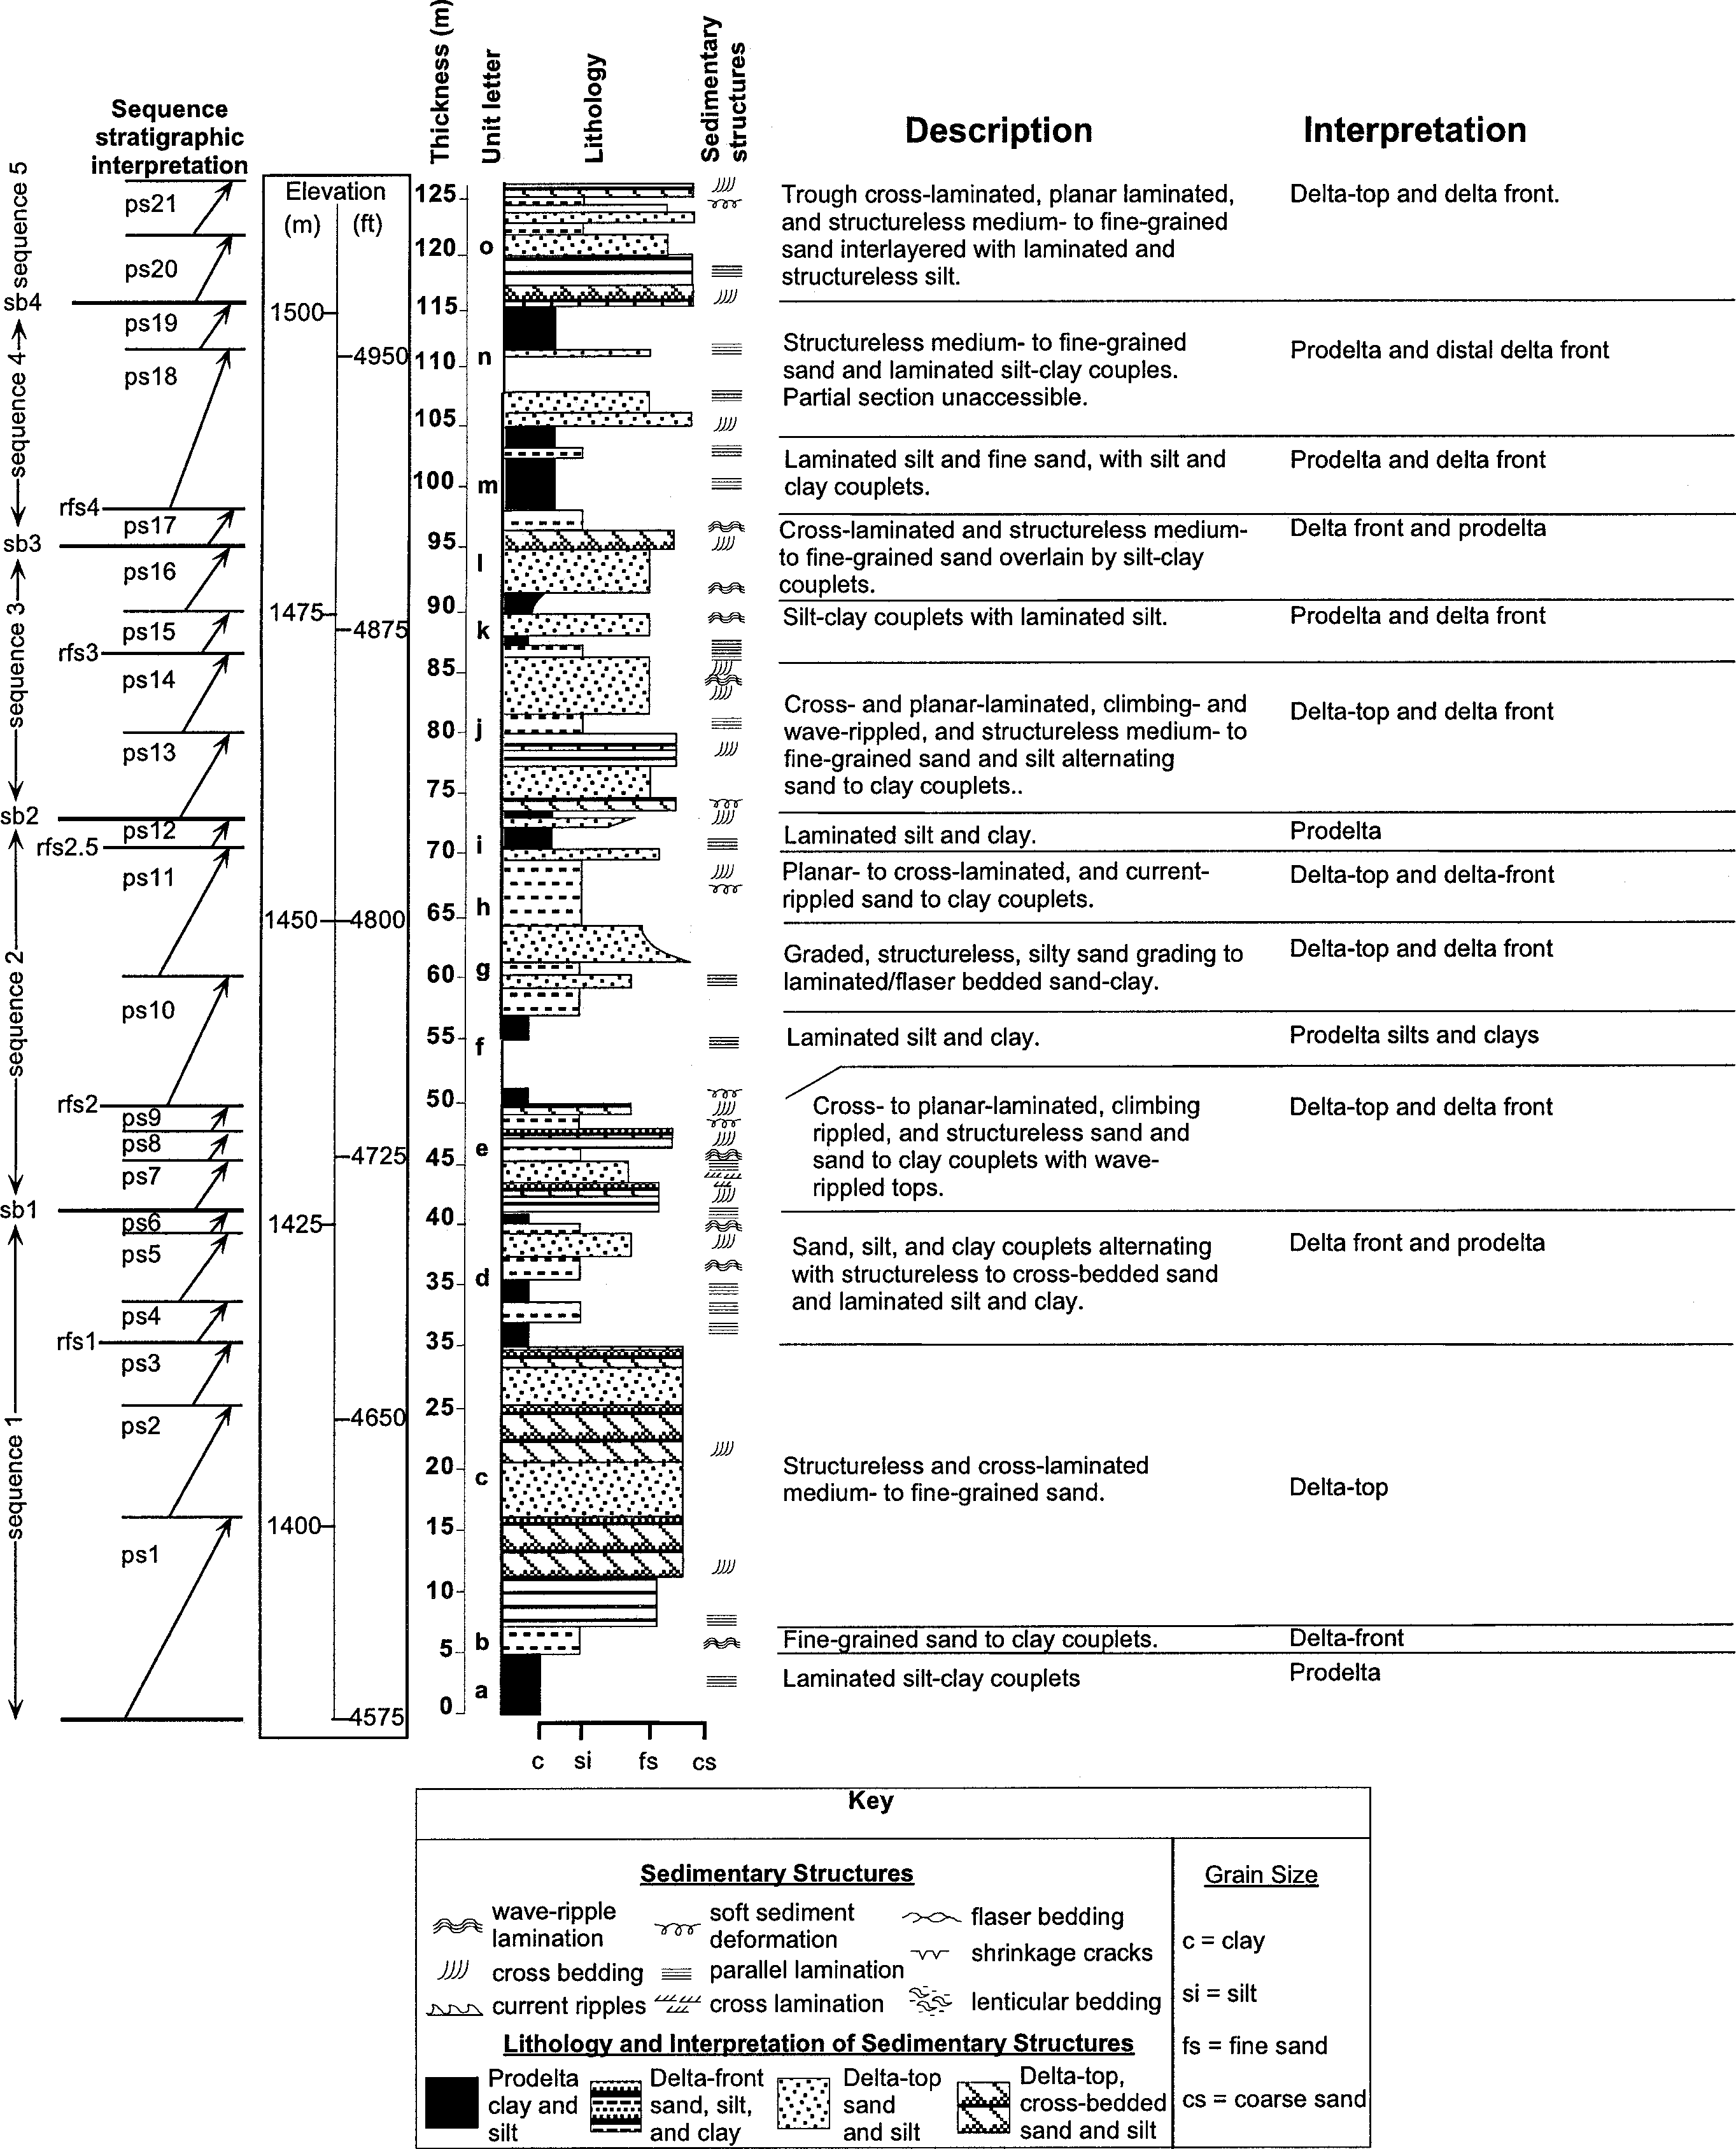 Sequence
stratigraphic
interpretation
Thickness (m)
Unit letter
Lithology
Sedimentary
structures
Description
Interpretation
Elevation
(m)
(ft)
sequence 5
sb4
sequence 4
sb3
sequence 3
sb2
sequence 2
sb1
sequence 1
ps21
ps20
ps19
ps18
rfs4
ps17
ps16
ps15
rfs3
ps14
ps13
ps12
rfs2.5
ps11
ps10
rfs2
ps9
ps8
ps7
ps6
ps5
ps4
rfs1
ps3
ps2
ps1
1500
1475
1450
1425
1400
4950
4875
4800
4725
4650
4575
125
120
115
110
105
100
95
90
85
80
75
70
65
60
55
50
45
40
35
35
25
20
15
10
5
0
o
n
m
l
k
j
i
h
g
f
e
d
c
b
a
c
si
fs
cs
Trough cross-laminated, planar laminated,
and structureless medium- to fine-grained
sand interlayered with laminated and
structureless silt.
Delta-top and delta front.
Structureless medium- to fine-grained
sand and laminated silt-clay couples.
Partial section unaccessible.
Prodelta and distal delta front
Laminated silt and fine sand, with silt and
clay couplets.
Prodelta and delta front
Cross-laminated and structureless medium-
to fine-grained sand overlain by silt-clay
couplets.
Delta front and prodelta
Silt-clay couplets with laminated silt.
Prodelta and delta front
Cross- and planar-laminated, climbing- and
wave-rippled, and structureless medium- to
fine-grained sand and silt alternating
sand to clay couplets..
Delta-top and delta front
Laminated silt and clay.
Prodelta
Planar- to cross-laminated, and current-
rippled sand to clay couplets.
Delta-top and delta-front
Graded, structureless, silty sand grading to
laminated/flaser bedded sand-clay.
Delta-top and delta front
Laminated silt and clay.
Prodelta silts and clays
Cross- to planar-laminated, climbing
rippled, and structureless sand and
sand to clay couplets with wave-
rippled tops.
Delta-top and delta front
Sand, silt, and clay couplets alternating
with structureless to cross-bedded sand
and laminated silt and clay.
Delta front and prodelta
Structureless and cross-laminated
medium- to fine-grained sand.
Delta-top
Fine-grained sand to clay couplets.
Delta-front
Laminated silt-clay couplets
Prodelta
Key
Sedimentary Structures
wave-ripple
lamination
soft sediment
deformation
flaser bedding
shrinkage cracks
cross bedding
parallel lamination
current ripples
cross lamination
lenticular bedding
Lithology and Interpretation of Sedimentary Structures
Prodelta
clay and
silt
Delta-front
sand, silt,
and clay
Delta-top
sand
and silt
Delta-top,
cross-bedded
sand and silt
Grain Size
c = clay
si = silt
fs = fine sand
cs = coarse sand